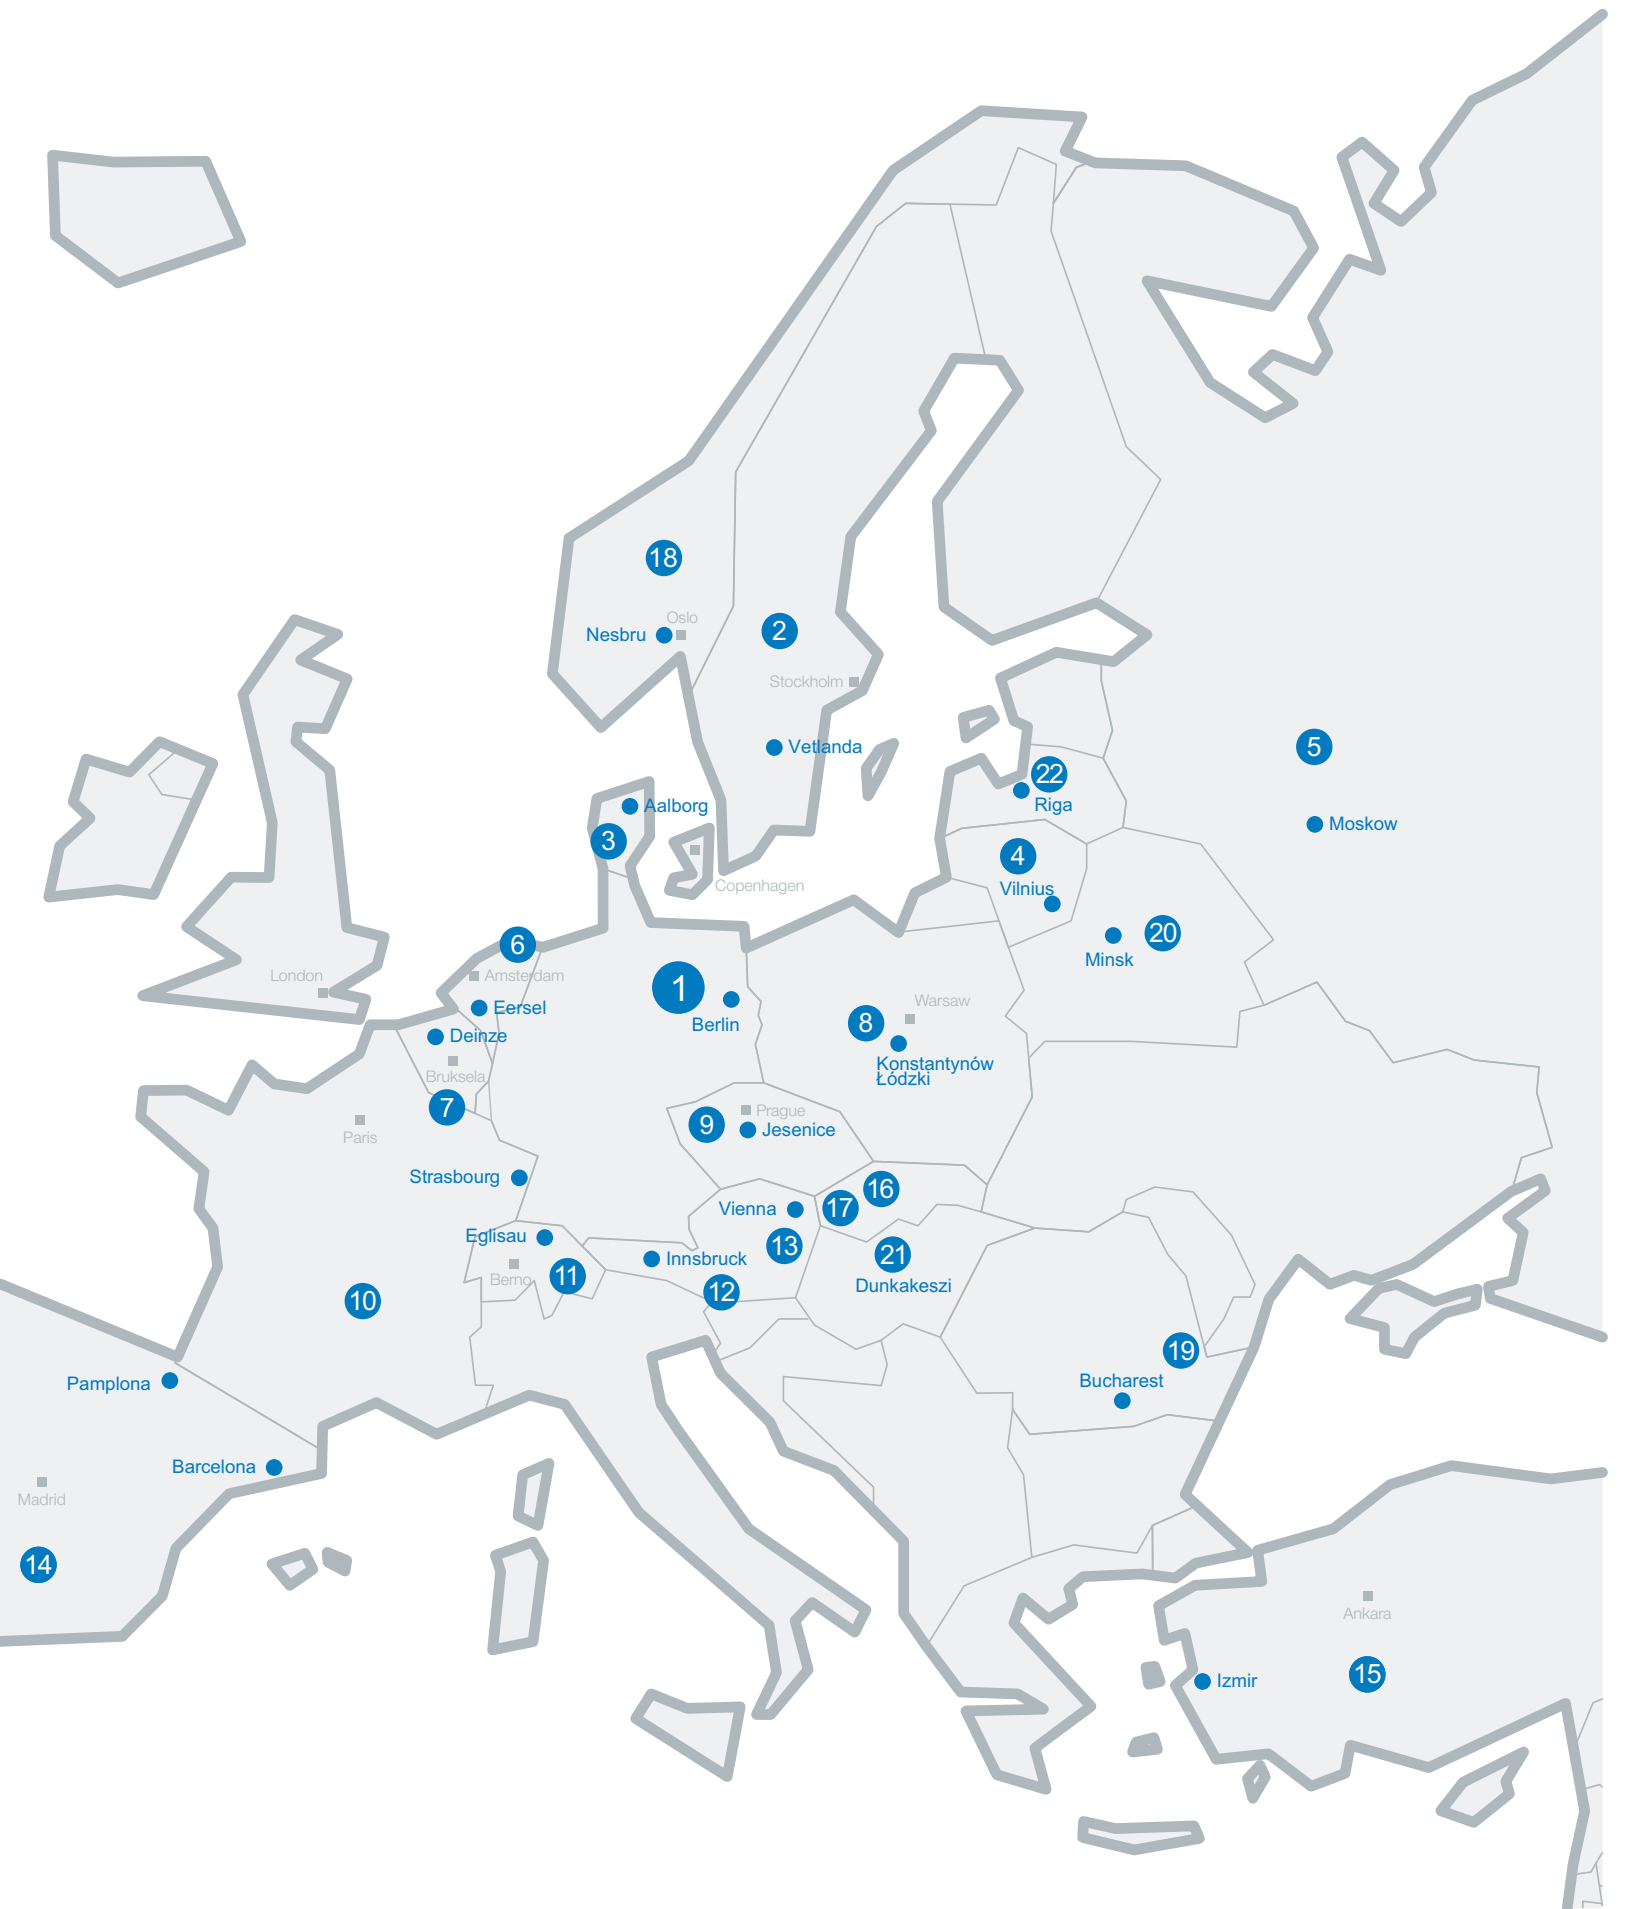 18
Oslo
Nesbru
2
Stockholm
Vetlanda
5
22
Riga
Aalborg
3
Moskow
4
Vilnius
Copenhagen
20
Minsk
6
London
Amsterdam
1
Eersel
Berlin
Warsaw
8
Deinze
Konstantynów
Łódzki
Bruksela
7
Prague
9
Jesenice
Paris
Strasbourg
16
17
Vienna
Eglisau
13
21
Innsbruck
Dunkakeszi
Berno
11
12
10
19
Pamplona
Bucharest
Barcelona
Madrid
14
Ankara
15
Izmir